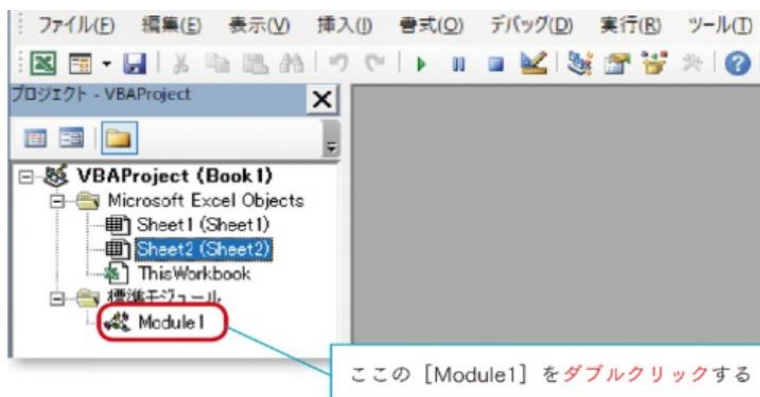 ファイル(F) 編集(E) 表示(V) 挿入(I) 書式(O) デバッグ(D) 実行(R) ツール(T)
プロジェクト - VBAProject
VBAProject (Book1)
Microsoft Excel Objects
Sheet1 (Sheet1)
Sheet2 (Sheet2)
ThisWorkbook
標準モジュール
Module1
ここの［Module1］をダブルクリックする